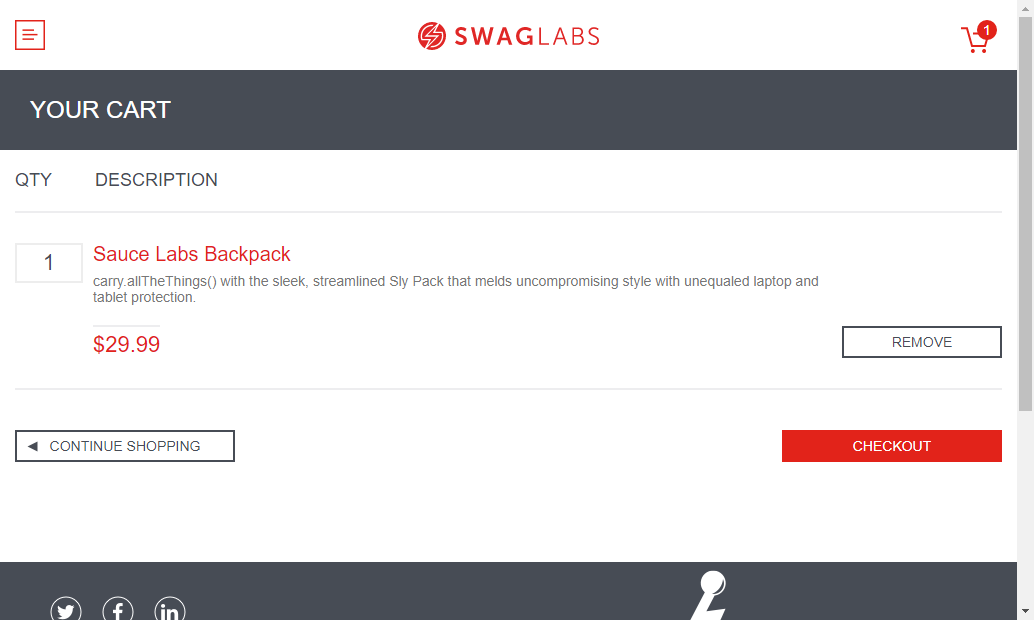 SWAGLABS
1
YOUR CART
QTY DESCRIPTION
1
Sauce Labs Backpack
carry.allTheThings() with the sleek, streamlined Sly Pack that melds uncompromising style with unequaled laptop and
tablet protection.
$29.99
REMOVE
CONTINUE SHOPPING
CHECKOUT